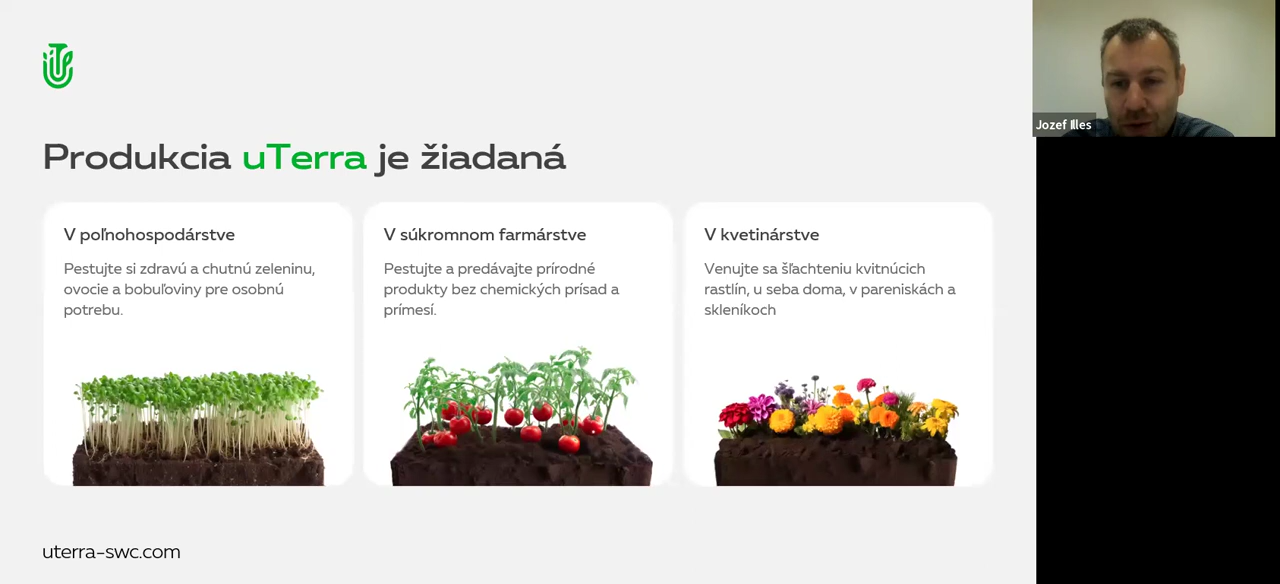 Produkcia uTerra je žiadaná
V poľnohospodárstve
Pestujte si zdravú a chutnú zeleninu,
ovocie a bobuľoviny pre osobnú
potrebu.
V súkromnom farmárstve
Pestujte a predávajte prírodné
produkty bez chemických prísad a
prímesí.
V kvetinárstve
Venujte sa šľachteniu kvitnúcich
rastlín, u seba doma, v pareniskách a
skleníkoch
uterra-swc.com
Jozef Illes